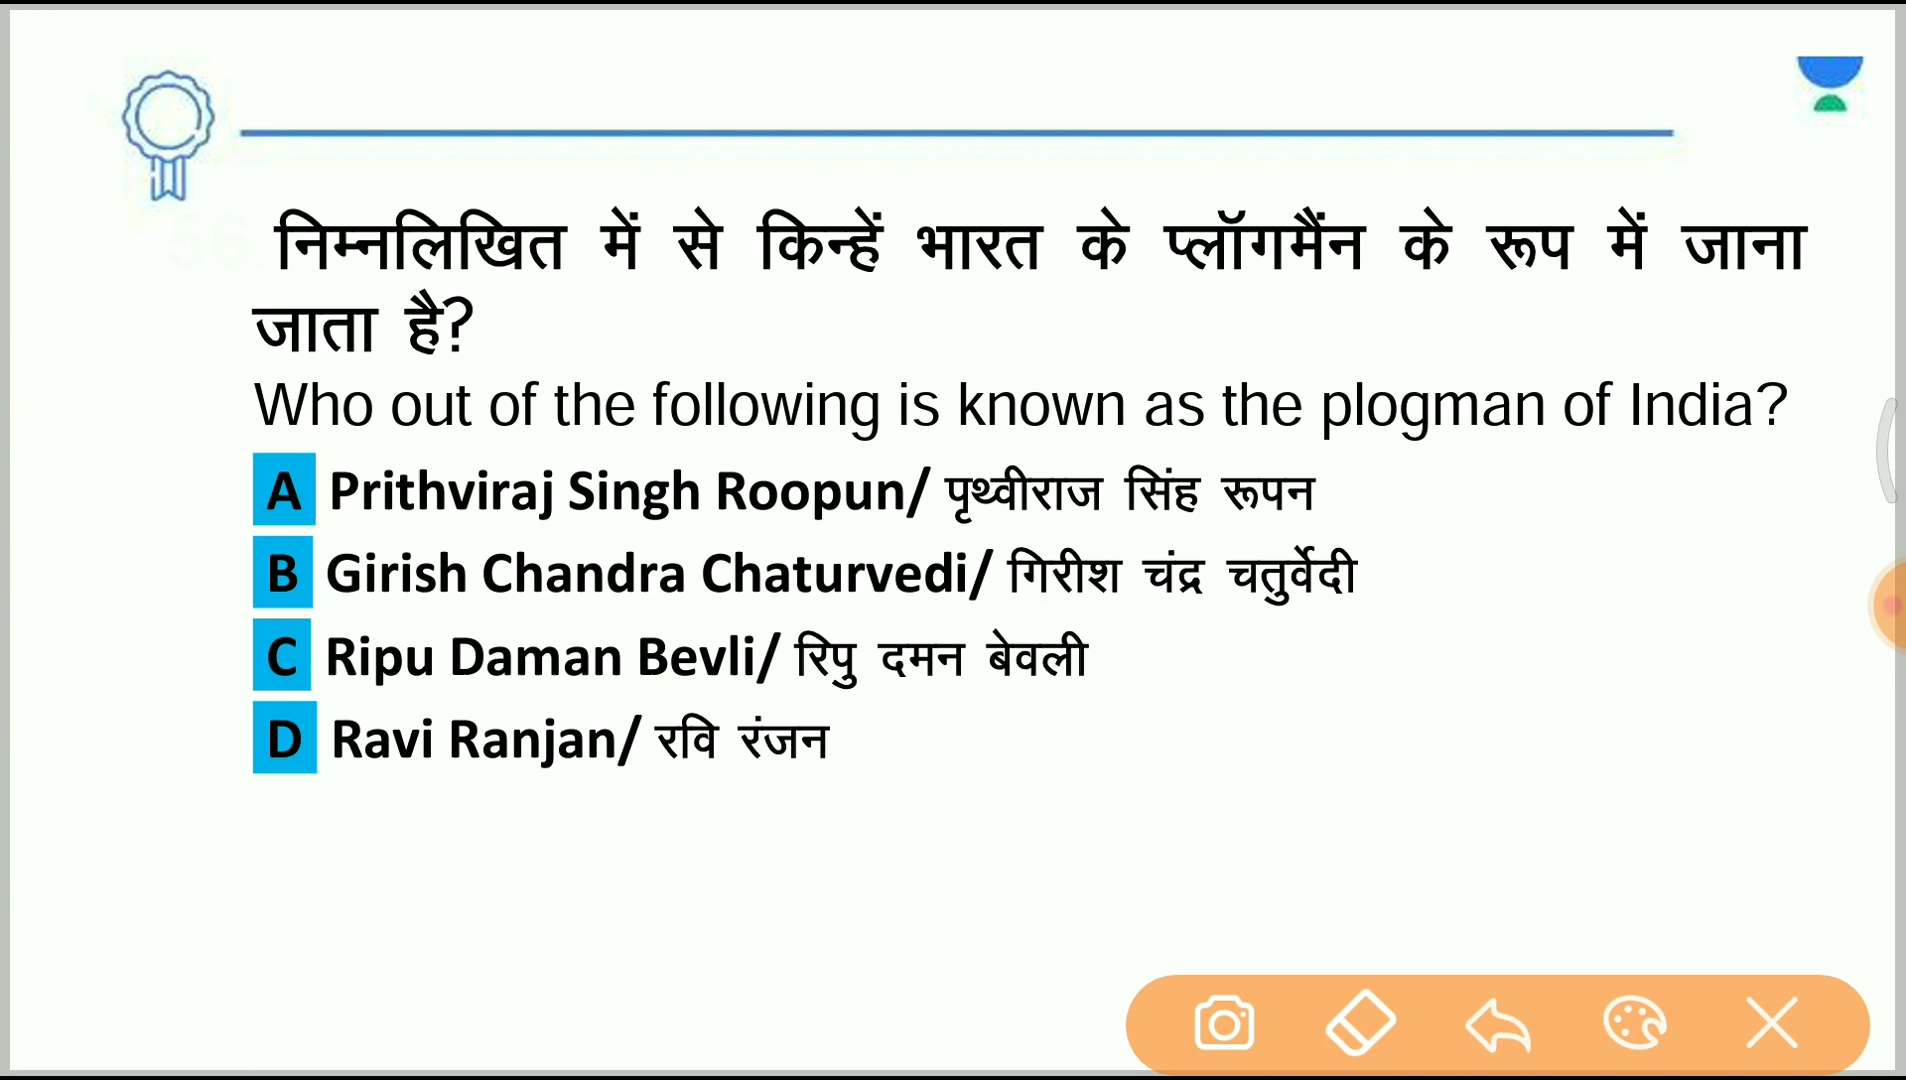 निम्नलिखित में से किन्हें भारत के प्लॉगमैंन के रूप में जाना
जाता है?
Who out of the following is known as the plogman of India?
A Prithviraj Singh Roopun/ पृथ्वीराज सिंह रूपन
B Girish Chandra Chaturvedi/ गिरीश चंद्र चतुर्वेदी
C Ripu Daman Bevli/ रिपु दमन बेवली
D Ravi Ranjan/ रवि रंजन